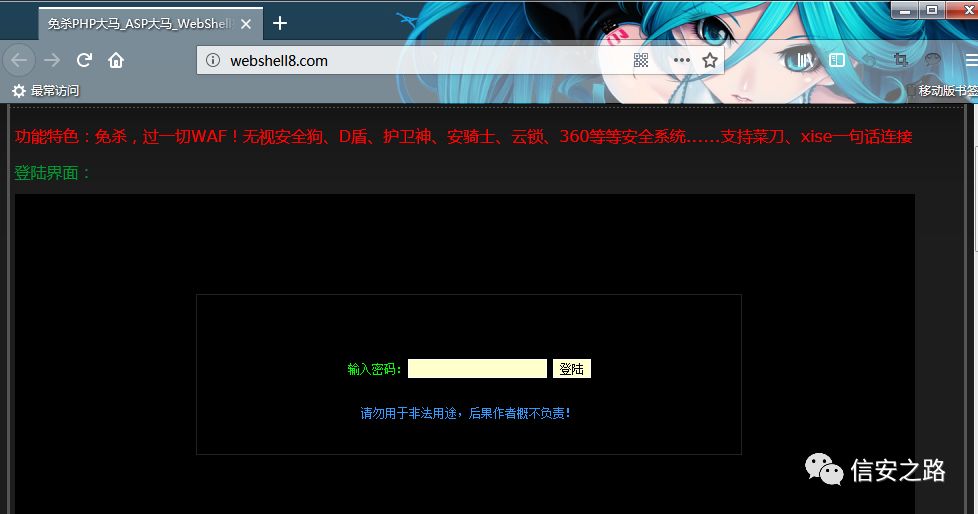 免杀PHP大马_ASP大马_WebShell
webshell8.com
最常访问
移动版书签
功能特色：免杀，过一切WAF！无视安全狗、D盾、护卫神、安骑士、云锁、360等等安全系统……支持菜刀、xise一句话连接
登陆界面：
输入密码:
登陆
请勿用于非法用途，后果作者概不负责!
信安之路